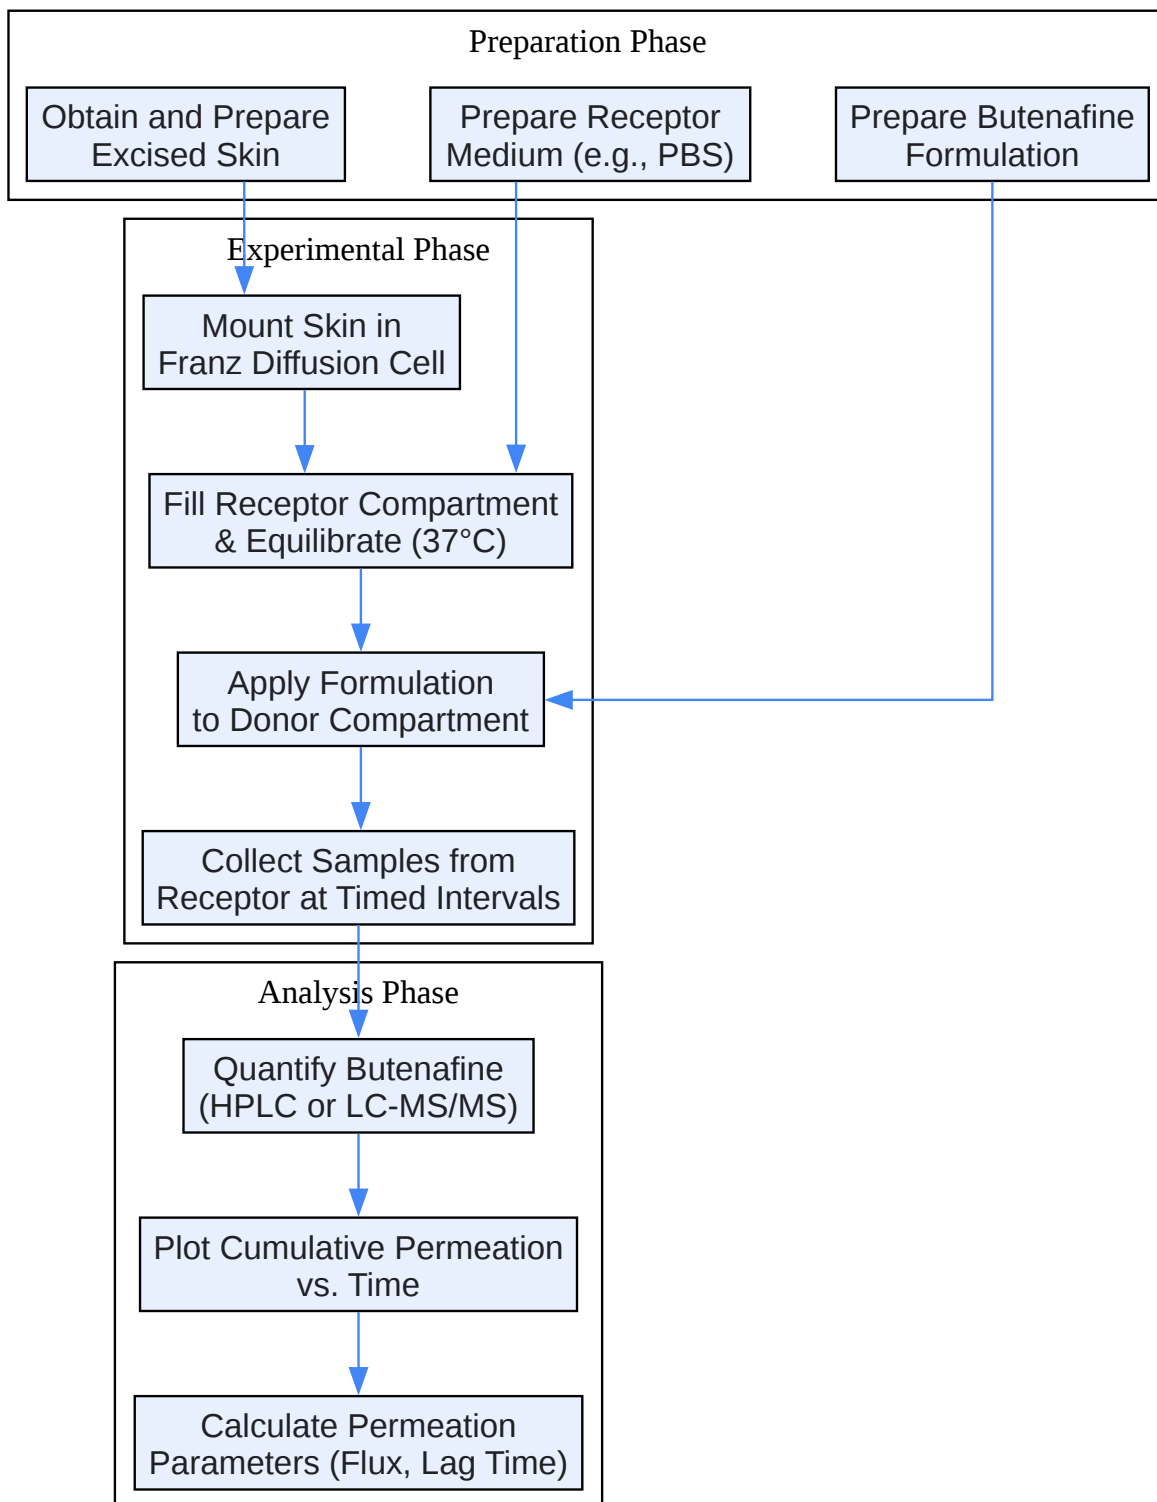 Preparation Phase
Obtain and Prepare
Excised Skin
Prepare Receptor
Medium (e.g., PBS)
Prepare Butenafine
Formulation
Experimental Phase
Mount Skin in
Franz Diffusion Cell
Fill Receptor Compartment
& Equilibrate (37°C)
Apply Formulation
to Donor Compartment
Collect Samples from
Receptor at Timed Intervals
Analysis Phase
Quantify Butenafine
(HPLC or LC-MS/MS)
Plot Cumulative Permeation
vs. Time
Calculate Permeation
Parameters (Flux, Lag Time)